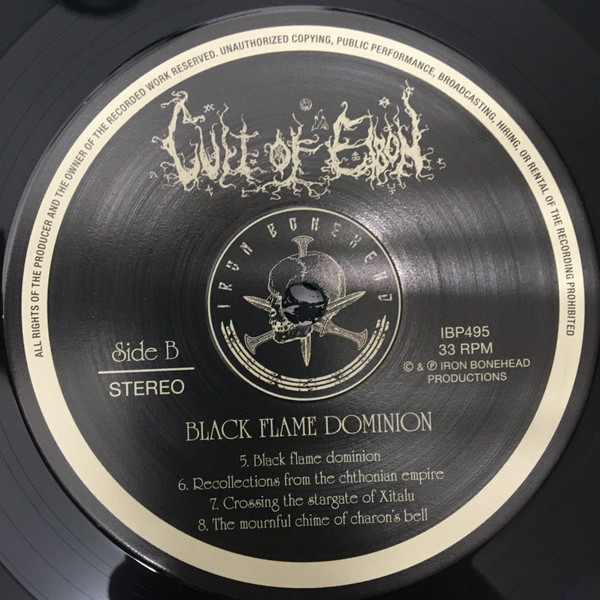 ALL RIGHTS OF THE PRODUCER AND THE OWNER OF THE RECORDED WORK RESERVED. UNAUTHORIZED COPYING, PUBLIC PERFORMANCE, BROADCASTING, HIRING, OR RENTAL OF THE RECORDING PROHIBITED
CULT OF EIBON
IRON BONEHEAD
Side B
STEREO
IBP495
33 RPM
© & ℗ IRON BONEHEAD
PRODUCTIONS
BLACK FLAME DOMINION
5. Black flame dominion
6. Recollections from the chthonian empire
7. Crossing the stargate of Xitalu
8. The mournful chime of charon's bell